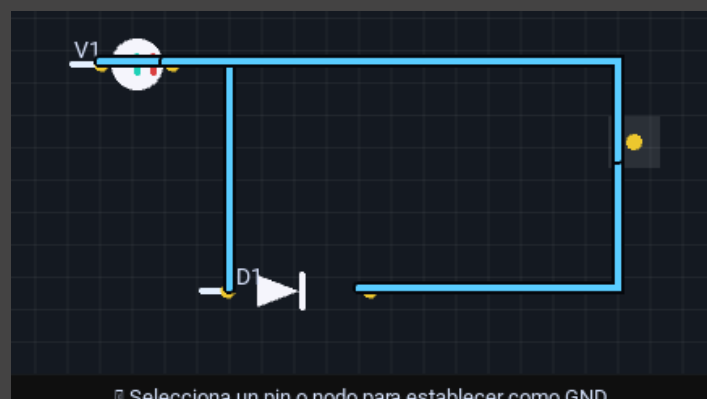 V1
D1
Selecciona un pin o nodo para establecer como GND